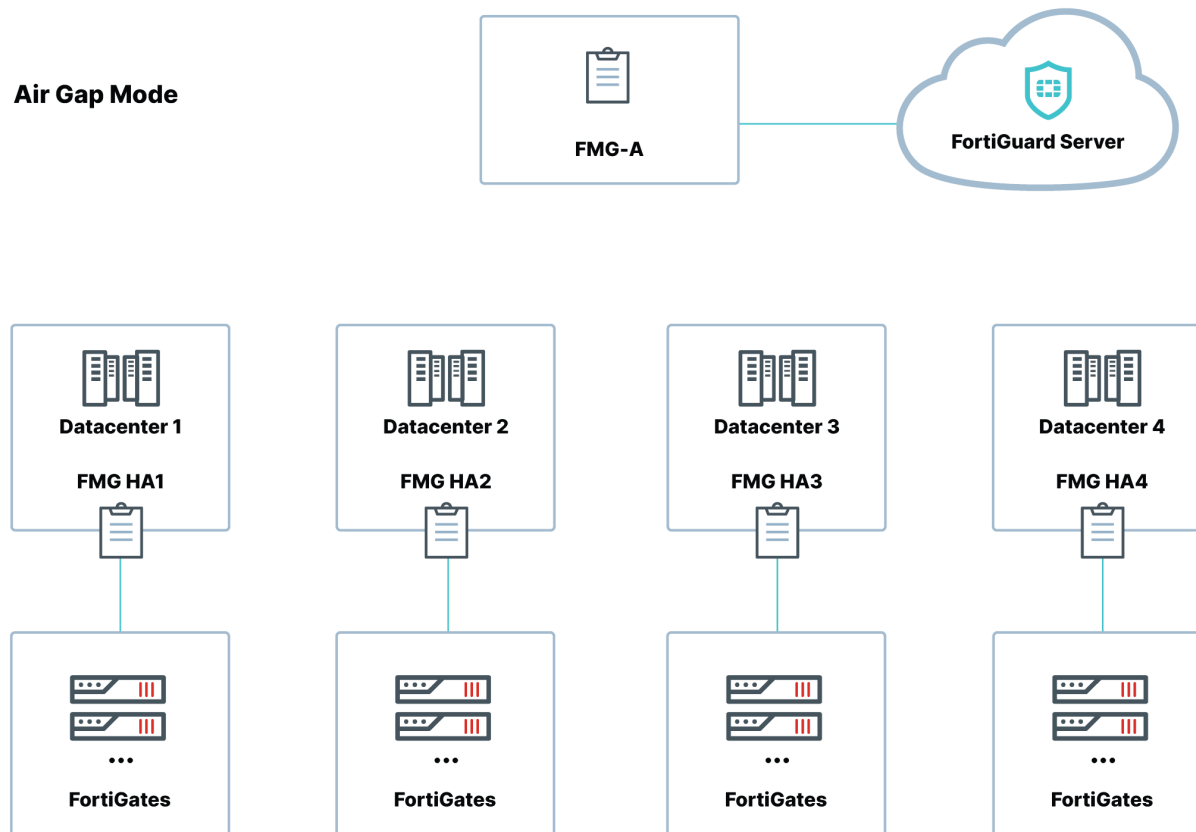 Air Gap Mode
FMG-A
FortiGuard Server
Datacenter 1
Datacenter 2
Datacenter 3
Datacenter 4
FMG HA1
FMG HA2
FMG HA3
FMG HA4
...
...
...
...
FortiGates
FortiGates
FortiGates
FortiGates